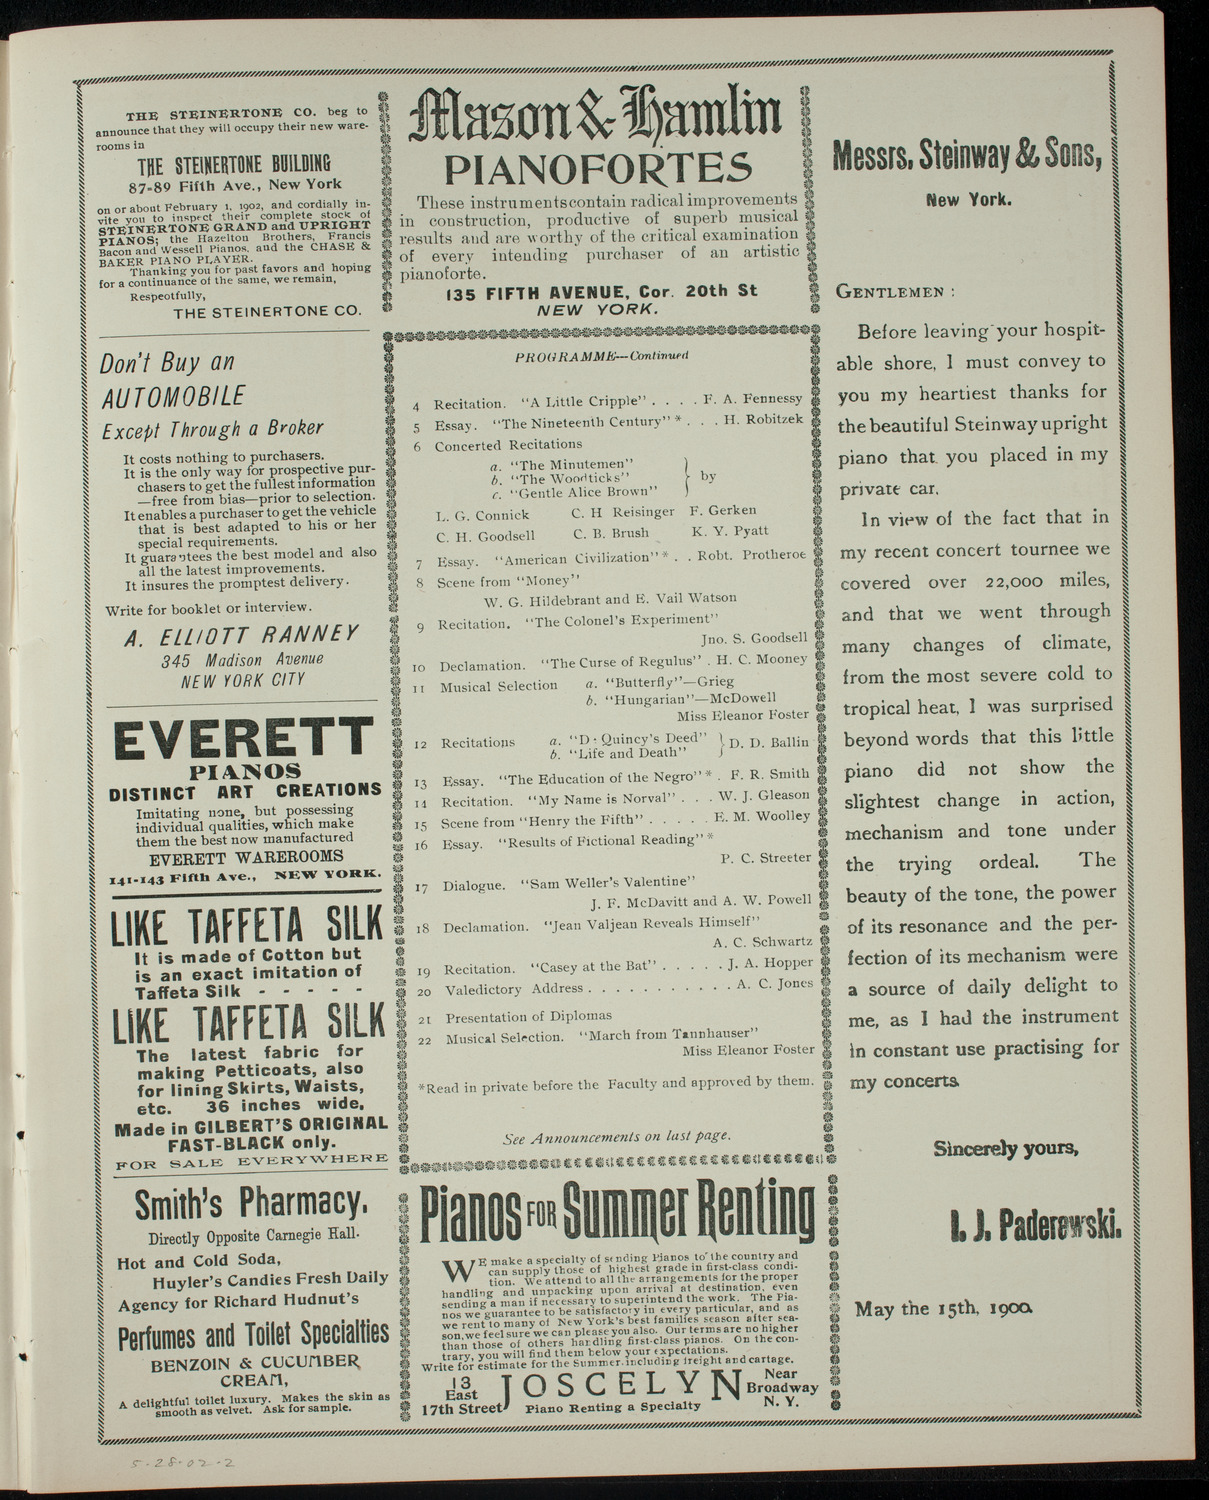 THE STEINERTONE CO. beg to
announce that they will occupy their new ware-
rooms in
THE STEINERTONE BUILDING
87-89 Fifth Ave., New York
on or about February 1, 1902, and cordially in-
vite you to inspect their complete stock of
STEINERTONE GRAND and UPRIGHT
PIANOS; the Hazelton Brothers, Francis
Bacon and Wessell Pianos, and the CHASE &
BAKER PIANO PLAYER.
Thanking you for past favors and hoping
for a continuance of the same, we remain,
Respectfully,
THE STEINERTONE CO.
Don't Buy an
AUTOMOBILE
Except Through a Broker
It costs nothing to purchasers.
It is the only way for prospective pur-
chasers to get the fullest information
—free from bias—prior to selection.
It enables a purchaser to get the vehicle
that is best adapted to his or her
special requirements.
It guarantees the best model and also
all the latest improvements.
It insures the promptest delivery.
Write for booklet or interview.
A. ELLIOTT RANNEY
345 Madison Avenue
NEW YORK CITY
EVERETT
PIANOS
DISTINCT ART CREATIONS
Imitating none, but possessing
individual qualities, which make
them the best now manufactured
EVERETT WAREROOMS
141-143 Fifth Ave., NEW YORK.
LIKE TAFFETA SILK
It is made of Cotton but
is an exact imitation of
Taffeta Silk - - - - -
LIKE TAFFETA SILK
The latest fabric for
making Petticoats, also
for lining Skirts, Waists,
etc. 36 inches wide,
Made in GILBERT'S ORIGINAL
FAST-BLACK only.
FOR SALE EVERYWHERE
Smith's Pharmacy,
Directly Opposite Carnegie Hall.
Hot and Cold Soda,
Huyler's Candies Fresh Daily
Agency for Richard Hudnut's
Perfumes and Toilet Specialties
BENZOIN & CUCUMBER
CREAM,
A delightful toilet luxury. Makes the skin as
smooth as velvet. Ask for sample.
Mason & Hamlin
PIANOFORTES
These instruments contain radical improvements
in construction, productive of superb musical
results and are worthy of the critical examination
of every intending purchaser of an artistic
pianoforte.
135 FIFTH AVENUE, Cor. 20th St
NEW YORK.
PROGRAMME—Continued
4 Recitation. "A Little Cripple" . . . . F. A. Fennessy
5 Essay. "The Nineteenth Century" * . . . H. Robitzek
6 Concerted Recitations
a. "The Minutemen"
b. "The Woodticks" } by
c. "Gentle Alice Brown"
L. G. Connick C. H Reisinger F. Gerken
C. H. Goodsell C. B. Brush K. Y. Pyatt
7 Essay. "American Civilization" * . . Robt. Protheroe
8 Scene from "Money"
W. G. Hildebrant and E. Vail Watson
9 Recitation. "The Colonel's Experiment"
Jno. S. Goodsell
10 Declamation. "The Curse of Regulus" . H. C. Mooney
11 Musical Selection a. "Butterfly"—Grieg
b. "Hungarian"—McDowell
Miss Eleanor Foster
12 Recitations a. "D · Quincy's Deed" } D. D. Ballin
b. "Life and Death"
13 Essay. "The Education of the Negro" * . F. R. Smith
14 Recitation. "My Name is Norval" . . . W. J. Gleason
15 Scene from "Henry the Fifth" . . . . . E. M. Woolley
16 Essay. "Results of Fictional Reading" *
P. C. Streeter
17 Dialogue. "Sam Weller's Valentine"
J. F. McDavitt and A. W. Powell
18 Declamation. "Jean Valjean Reveals Himself"
A. C. Schwartz
19 Recitation. "Casey at the Bat" . . . . . J. A. Hopper
20 Valedictory Address . . . . . . . . . . . A. C. Jones
21 Presentation of Diplomas
22 Musical Selection. "March from Tannhauser"
Miss Eleanor Foster
*Read in private before the Faculty and approved by them.
See Announcements on last page.
Pianos FOR Summer Renting
WE make a specialty of sending Pianos to the country and
can supply those of highest grade in first-class condi-
tion. We attend to all the arrangements for the proper
handling and unpacking upon arrival at destination, even
sending a man if necessary to superintend the work. The Pia-
nos we guarantee to be satisfactory in every particular, and as
we rent to many of New York's best families season after sea-
son, we feel sure we can please you also. Our terms are no higher
than those of others handling first-class pianos. On the con-
trary, you will find them below your expectations.
Write for estimate for the Summer, including freight and cartage.
13 East 17th Street JOSCELYN Near Broadway N. Y.
Piano Renting a Specialty
Messrs. Steinway & Sons,
New York.
GENTLEMEN :
Before leaving your hospit-
able shore, I must convey to
you my heartiest thanks for
the beautiful Steinway upright
piano that you placed in my
private car.
In view of the fact that in
my recent concert tournee we
covered over 22,000 miles,
and that we went through
many changes of climate,
from the most severe cold to
tropical heat, I was surprised
beyond words that this little
piano did not show the
slightest change in action,
mechanism and tone under
the trying ordeal. The
beauty of the tone, the power
of its resonance and the per-
fection of its mechanism were
a source of daily delight to
me, as I had the instrument
in constant use practising for
my concerts.
Sincerely yours,
I. J. Paderewski.
May the 15th, 1900.
5-28-02-2